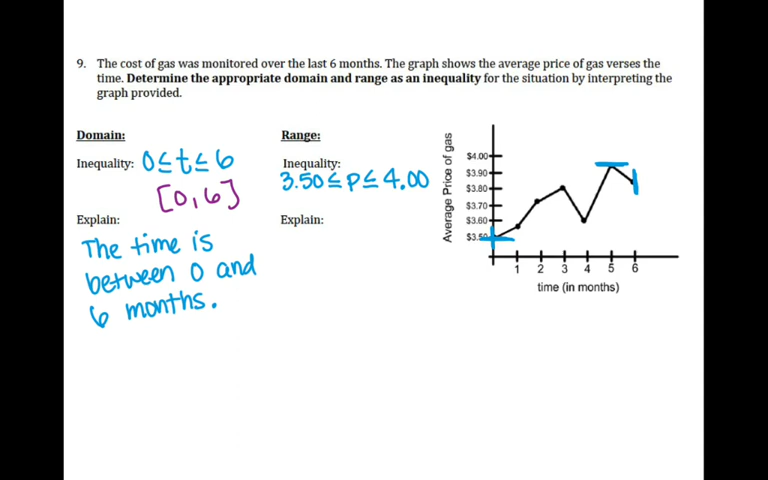 9. The cost of gas was monitored over the last 6 months. The graph shows the average price of gas verses the
time. Determine the appropriate domain and range as an inequality for the situation by interpreting the
graph provided.
Domain:
Inequality: 0≤t≤6
[0,6]
Explain:
The time is
between 0 and
6 months.
Range:
Inequality:
3.50≤p≤4.00
Explain:
Average Price of gas
$4.00
$3.90
$3.80
$3.70
$3.60
$3.50
1 2 3 4 5 6
time (in months)